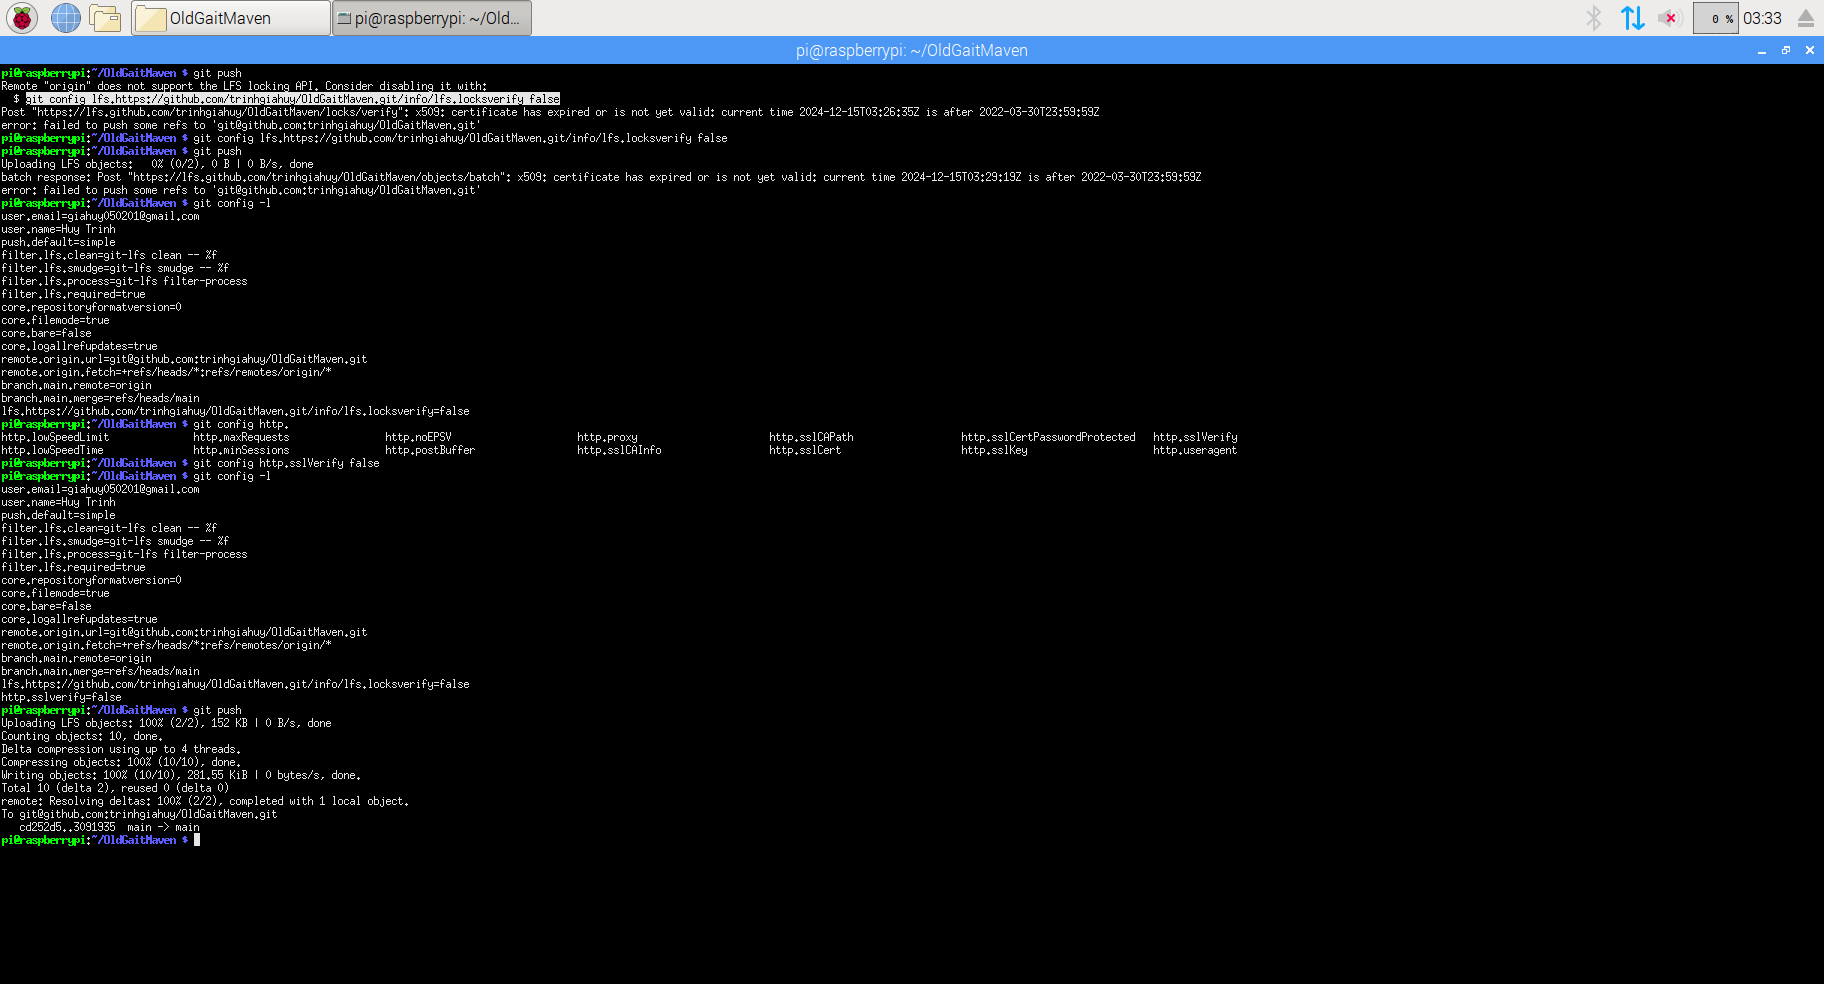 OldGaitMaven
pi@raspberrypi: ~/Old...
0 %
03:33
pi@raspberrypi: ~/OldGaitMaven
pi@raspberrypi:~/OldGaitMaven $ git push
Remote "origin" does not support the LFS locking API. Consider disabling it with:
  $ git config lfs.https://github.com/trinhgiahuy/OldGaitMaven.git/info/lfs.locksverify false
Post "https://lfs.github.com/trinhgiahuy/OldGaitMaven/locks/verify": x509: certificate has expired or is not yet valid: current time 2024-12-15T03:26:35Z is after 2022-03-30T23:59:59Z
error: failed to push some refs to 'git@github.com:trinhgiahuy/OldGaitMaven.git'
pi@raspberrypi:~/OldGaitMaven $ git config lfs.https://github.com/trinhgiahuy/OldGaitMaven.git/info/lfs.locksverify false
pi@raspberrypi:~/OldGaitMaven $ git push
Uploading LFS objects:   0% (0/2), 0 B | 0 B/s, done
batch response: Post "https://lfs.github.com/trinhgiahuy/OldGaitMaven/objects/batch": x509: certificate has expired or is not yet valid: current time 2024-12-15T03:29:19Z is after 2022-03-30T23:59:59Z
error: failed to push some refs to 'git@github.com:trinhgiahuy/OldGaitMaven.git'
pi@raspberrypi:~/OldGaitMaven $ git config -l
user.email=giahuy050201@gmail.com
user.name=Huy Trinh
push.default=simple
filter.lfs.clean=git-lfs clean -- %f
filter.lfs.smudge=git-lfs smudge -- %f
filter.lfs.process=git-lfs filter-process
filter.lfs.required=true
core.repositoryformatversion=0
core.filemode=true
core.bare=false
core.logallrefupdates=true
remote.origin.url=git@github.com:trinhgiahuy/OldGaitMaven.git
remote.origin.fetch=+refs/heads/*:refs/remotes/origin/*
branch.main.remote=origin
branch.main.merge=refs/heads/main
lfs.https://github.com/trinhgiahuy/OldGaitMaven.git/info/lfs.locksverify=false
pi@raspberrypi:~/OldGaitMaven $ git config http.
http.lowSpeedLimit http.maxRequests http.noEPSV http.proxy http.sslCAPath http.sslCertPasswordProtected http.sslVerify
http.lowSpeedTime http.minSessions http.postBuffer http.sslCAInfo http.sslCert http.sslKey http.useragent
pi@raspberrypi:~/OldGaitMaven $ git config http.sslVerify false
pi@raspberrypi:~/OldGaitMaven $ git config -l
user.email=giahuy050201@gmail.com
user.name=Huy Trinh
push.default=simple
filter.lfs.clean=git-lfs clean -- %f
filter.lfs.smudge=git-lfs smudge -- %f
filter.lfs.process=git-lfs filter-process
filter.lfs.required=true
core.repositoryformatversion=0
core.filemode=true
core.bare=false
core.logallrefupdates=true
remote.origin.url=git@github.com:trinhgiahuy/OldGaitMaven.git
remote.origin.fetch=+refs/heads/*:refs/remotes/origin/*
branch.main.remote=origin
branch.main.merge=refs/heads/main
lfs.https://github.com/trinhgiahuy/OldGaitMaven.git/info/lfs.locksverify=false
http.sslverify=false
pi@raspberrypi:~/OldGaitMaven $ git push
Uploading LFS objects: 100% (2/2), 152 KB | 0 B/s, done
Counting objects: 10, done.
Delta compression using up to 4 threads.
Compressing objects: 100% (10/10), done.
Writing objects: 100% (10/10), 281.55 KiB | 0 bytes/s, done.
Total 10 (delta 2), reused 0 (delta 0)
remote: Resolving deltas: 100% (2/2), completed with 1 local object.
To git@github.com:trinhgiahuy/OldGaitMaven.git
   cd252d5..3091935  main -> main
pi@raspberrypi:~/OldGaitMaven $